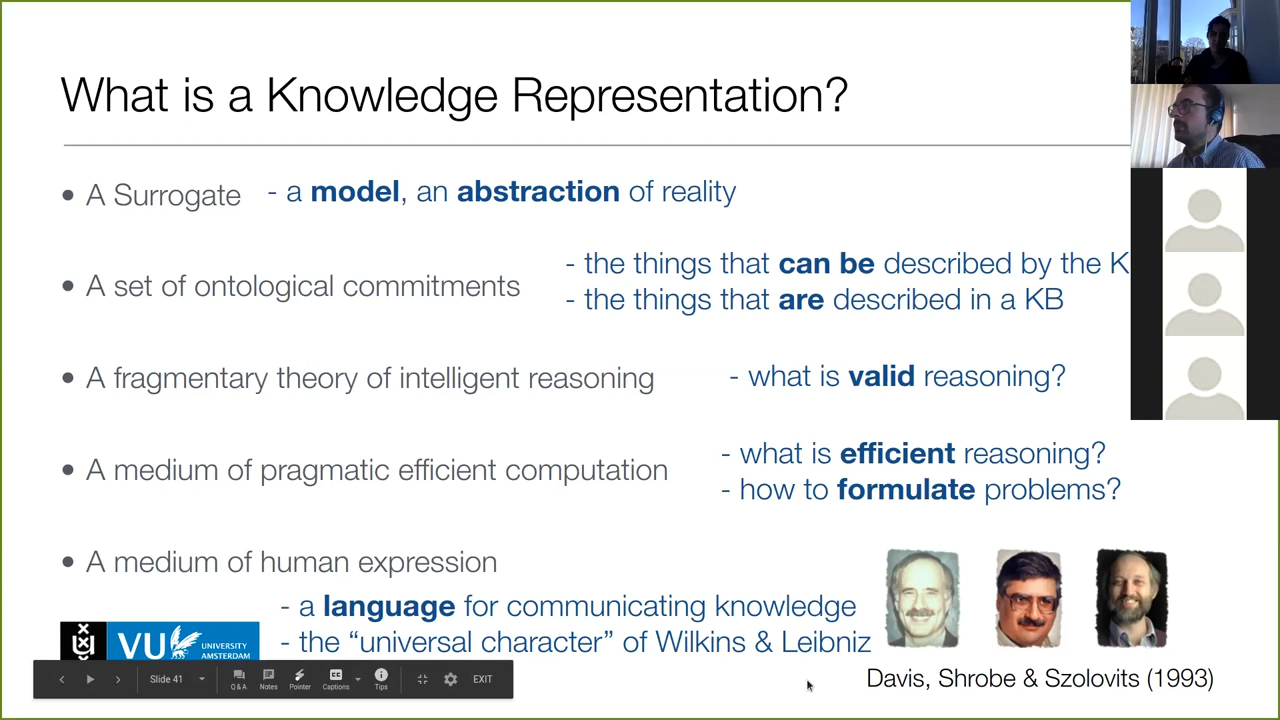 What is a Knowledge Representation?
• A Surrogate - a model, an abstraction of reality
- the things that can be described by the K
• A set of ontological commitments
- the things that are described in a KB
• A fragmentary theory of intelligent reasoning - what is valid reasoning?
- what is efficient reasoning?
• A medium of pragmatic efficient computation
- how to formulate problems?
• A medium of human expression
- a language for communicating knowledge
- the “universal character” of Wilkins & Leibniz
VU UNIVERSITY
AMSTERDAM
Davis, Shrobe & Szolovits (1993)
Slide 41 Q & A Notes Pointer Captions Tips EXIT